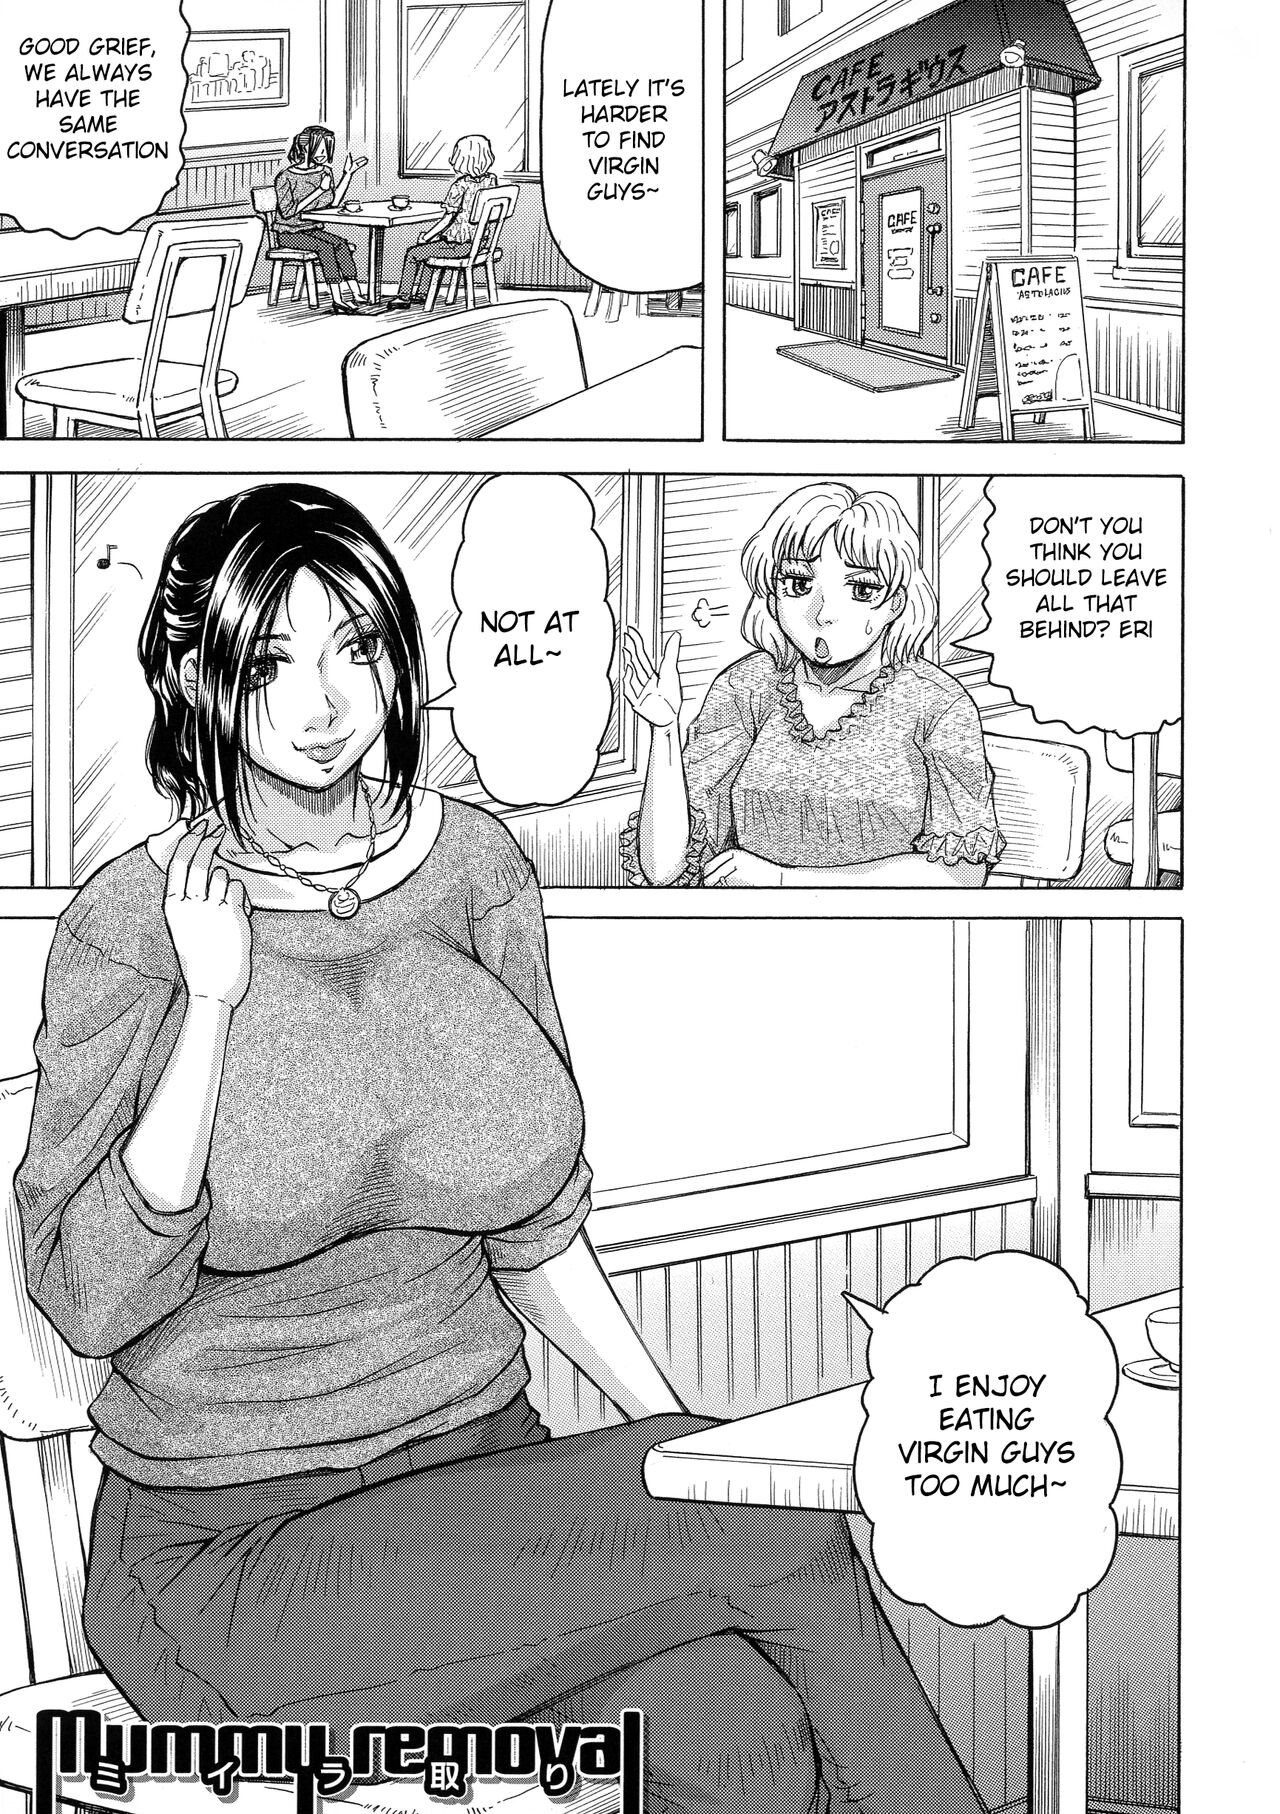 CAFE
アストラギウス
CAFE
CAFE
"ASTOLAGIUS
LATELY IT'S
HARDER
TO FIND
VIRGIN
GUYS~
GOOD GRIEF,
WE ALWAYS
HAVE THE
SAME
CONVERSATION
DON'T YOU
THINK YOU
SHOULD LEAVE
ALL THAT
BEHIND? ERI
NOT AT
ALL~
I ENJOY
EATING
VIRGIN GUYS
TOO MUCH~
Mummy removal
ミイラ取り